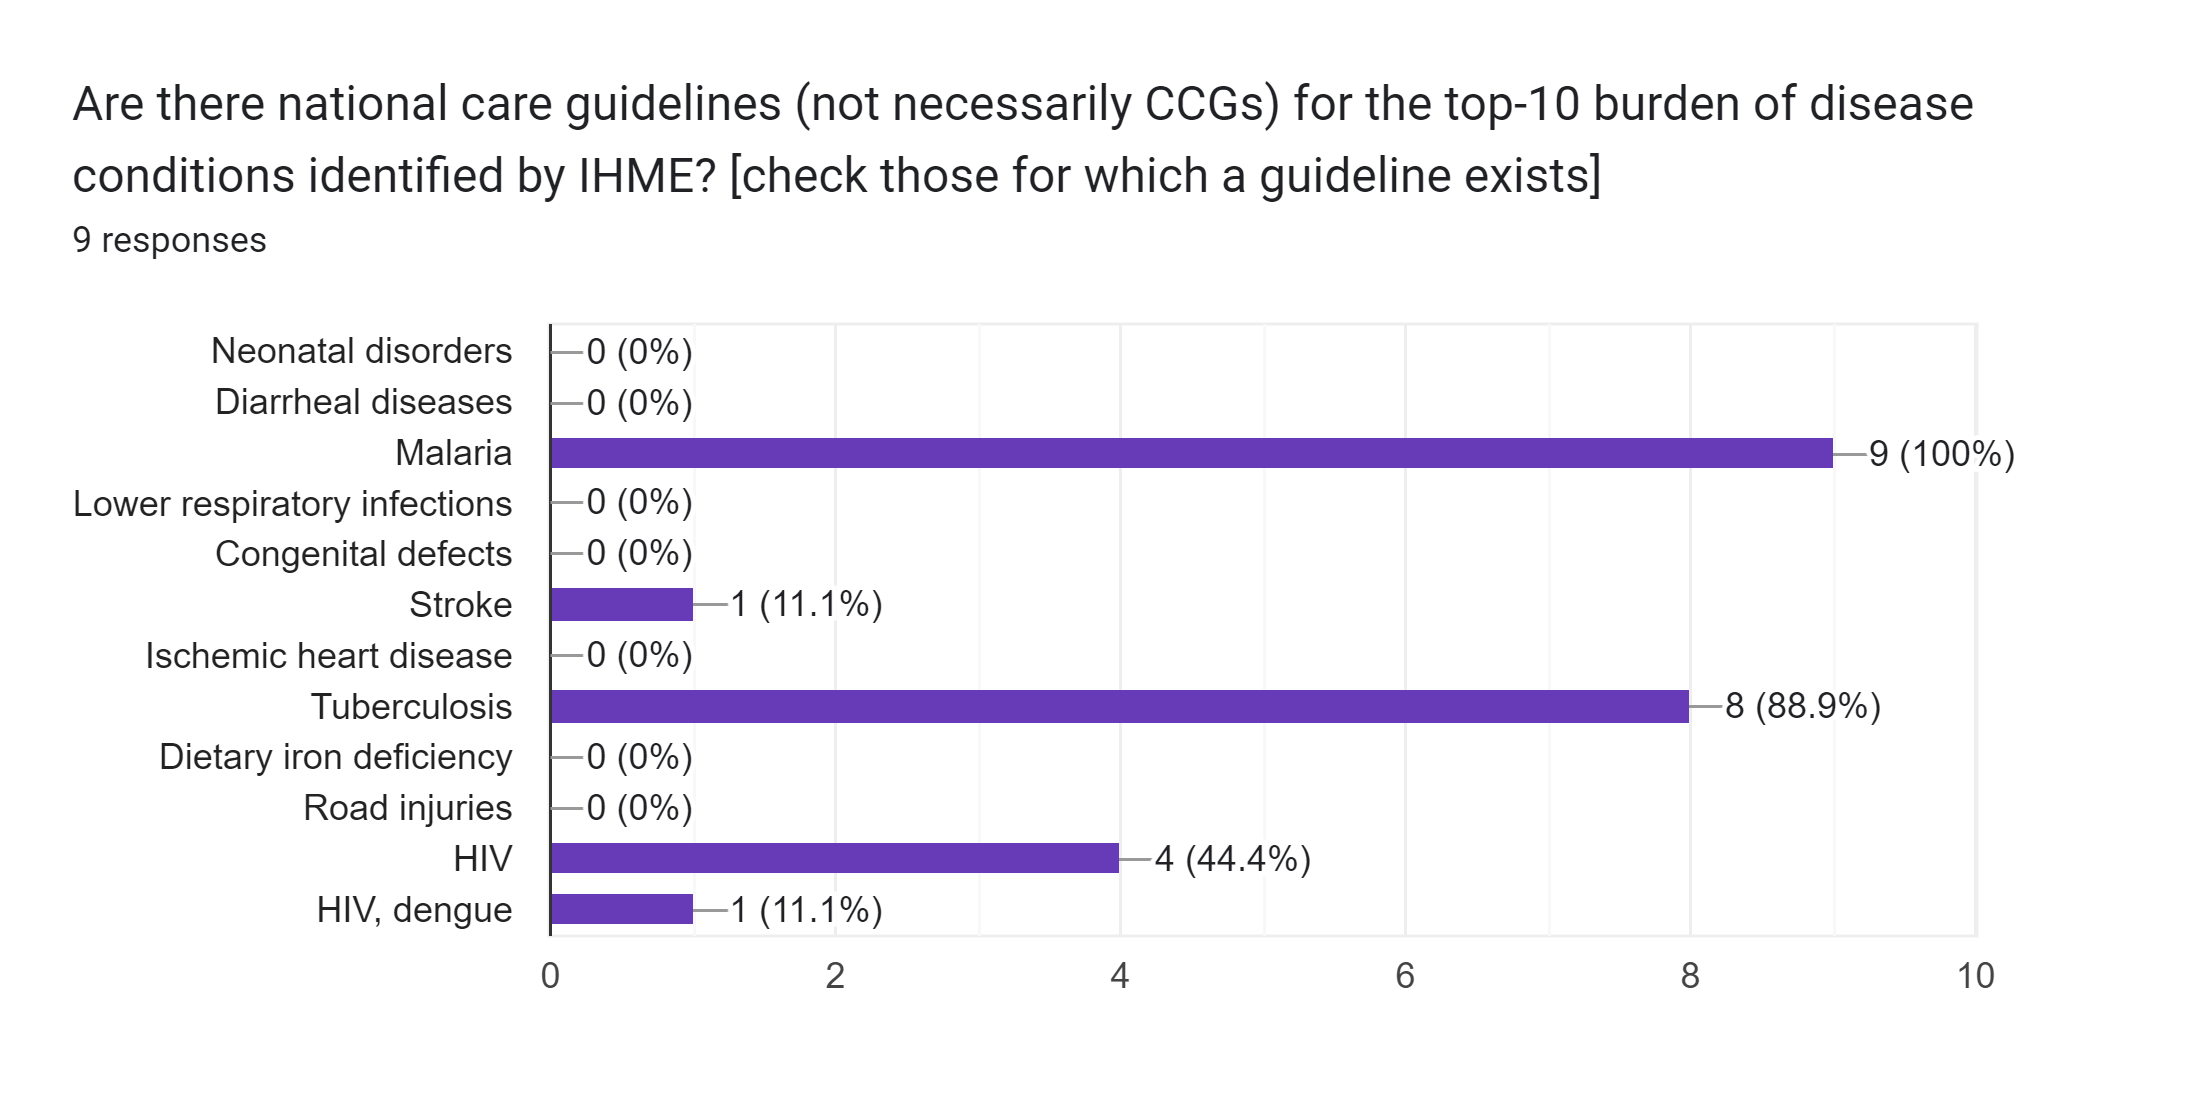 Are there national care guidelines (not necessarily CCGs) for the top-10 burden of disease
conditions identified by IHME? [check those for which a guideline exists]
9 responses
Neonatal disorders 0 (0%)
Diarrheal diseases 0 (0%)
Malaria 9 (100%)
Lower respiratory infections 0 (0%)
Congenital defects 0 (0%)
Stroke 1 (11.1%)
Ischemic heart disease 0 (0%)
Tuberculosis 8 (88.9%)
Dietary iron deficiency 0 (0%)
Road injuries 0 (0%)
HIV 4 (44.4%)
HIV, dengue 1 (11.1%)
0 2 4 6 8 10